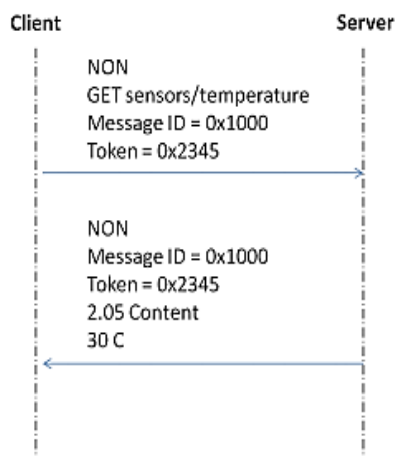 Client Server
NON
GET sensors/temperature
Message ID = 0x1000
Token = 0x2345
NON
Message ID = 0x1000
Token = 0x2345
2.05 Content
30 C